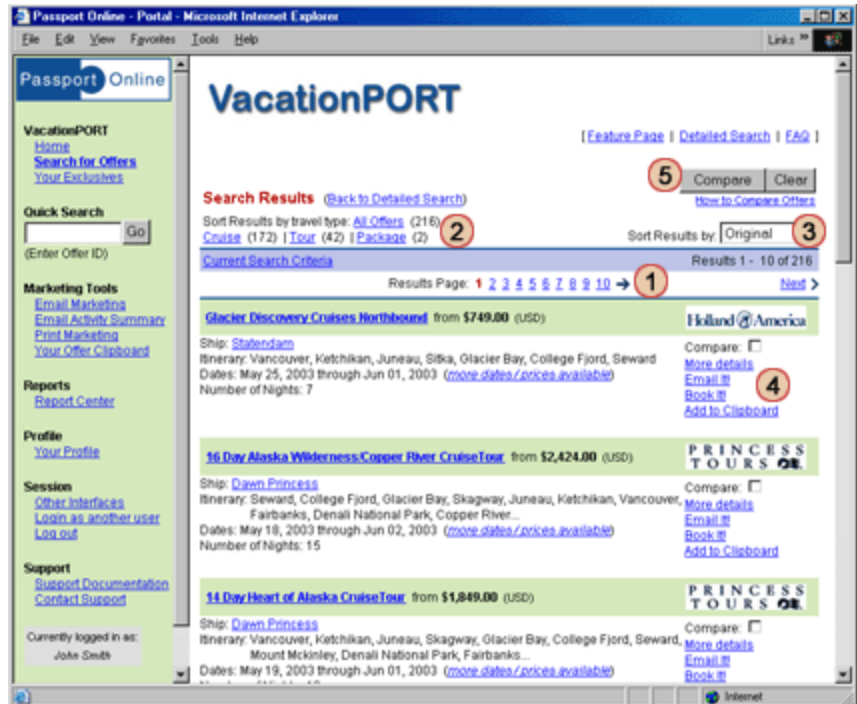 Passport Online - Portal - Microsoft Internet Explorer
File Edit View Favorites Tools Help
Links »
Passport Online
VacationPORT
Home
Search for Offers
Your Exclusives
Quick Search
Go
(Enter Offer ID)
Marketing Tools
Email Marketing
Email Activity Summary
Print Marketing
Your Offer Clipboard
Reports
Report Center
Profile
Your Profile
Session
Other Interfaces
Login as another user
Log out
Support
Support Documentation
Contact Support
Currently logged in as:
John Smith
VacationPORT
[ Feature Page | Detailed Search | FAQ ]
5 Compare Clear
How to Compare Offers
Search Results (Back to Detailed Search)
Sort Results by travel type: All Offers (216)
Cruise (172) | Tour (42) | Package (2) 2
Sort Results by: Original 3
Current Search Criteria Results 1 - 10 of 216
Results Page: 1 2 3 4 5 6 7 8 9 10 → 1 Next >
Glacier Discovery Cruises Northbound from $749.00 (USD) Holland America
Ship: Statendam
Itinerary: Vancouver, Ketchikan, Juneau, Sitka, Glacier Bay, College Fjord, Seward
Dates: May 25, 2003 through Jun 01, 2003 (more dates/prices available)
Number of Nights: 7
Compare:
More details
Email It!
Book It!
Add to Clipboard
4
16 Day Alaska Wilderness/Copper River CruiseTour from $2,424.00 (USD) PRINCESS TOURS
Ship: Dawn Princess
Itinerary: Seward, College Fjord, Glacier Bay, Skagway, Juneau, Ketchikan, Vancouver,
Fairbanks, Denali National Park, Copper River...
Dates: May 18, 2003 through Jun 02, 2003 (more dates/prices available)
Number of Nights: 15
Compare:
More details
Email It!
Book It!
Add to Clipboard
14 Day Heart of Alaska CruiseTour from $1,849.00 (USD) PRINCESS TOURS
Ship: Dawn Princess
Itinerary: Vancouver, Ketchikan, Juneau, Skagway, Glacier Bay, College Fjord, Seward,
Mount Mckinley, Denali National Park, Fairbanks...
Dates: May 19, 2003 through Jun 01, 2003 (more dates/prices available)
Compare:
More details
Email It!
Book It!
Internet